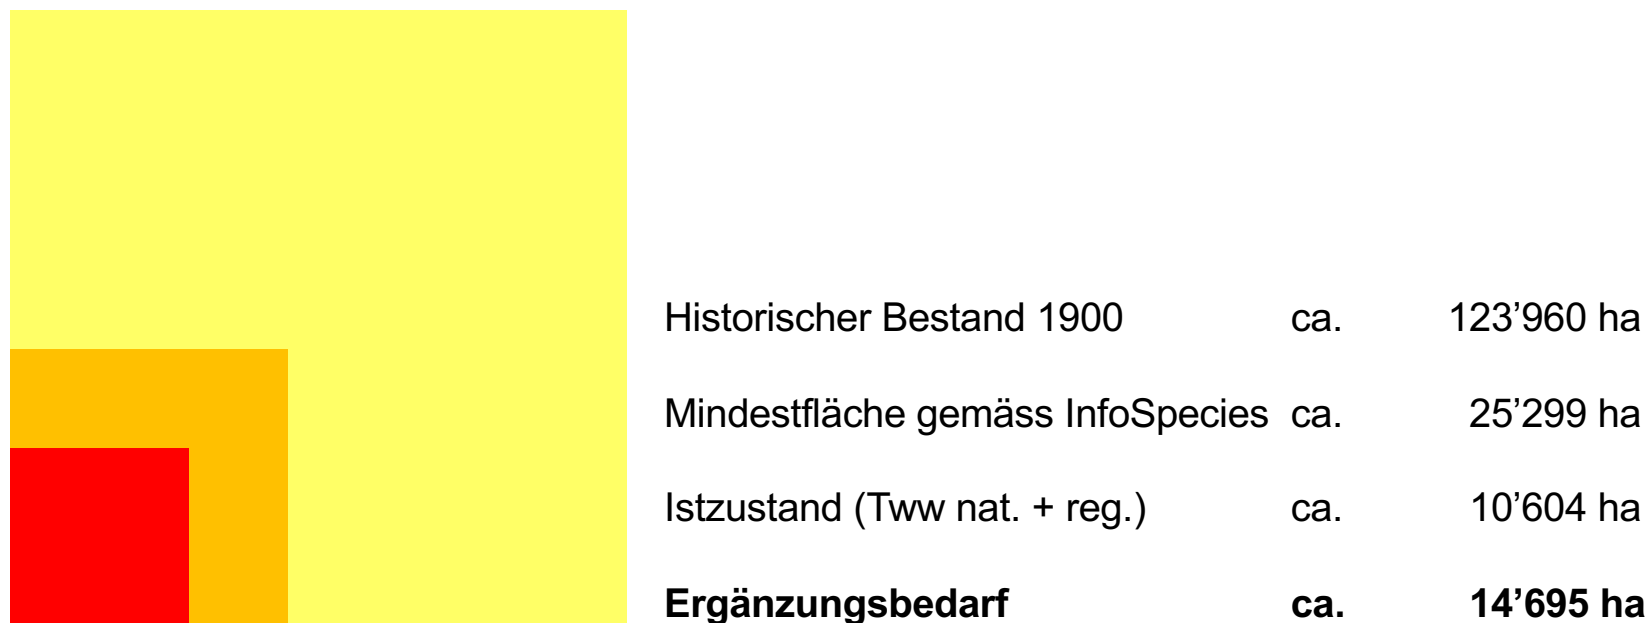 Historischer Bestand 1900 ca. 123’960 ha
Mindestfläche gemäss InfoSpecies ca. 25’299 ha
Istzustand (Tww nat. + reg.) ca. 10’604 ha
Ergänzungsbedarf ca. 14’695 ha